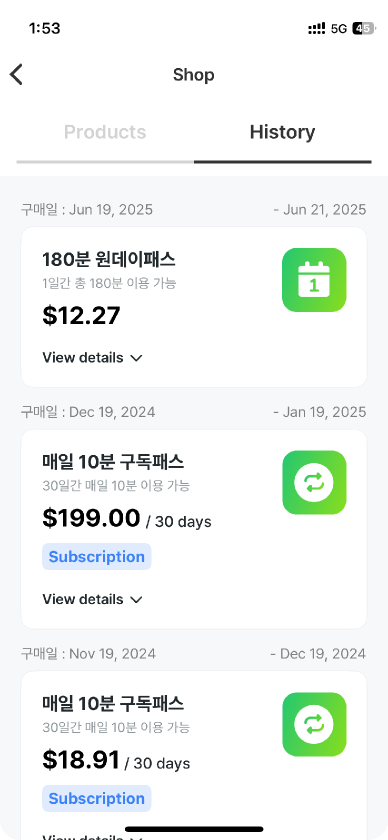 1:53
5G 45
Shop
Products History
구매일 : Jun 19, 2025 - Jun 21, 2025
180분 원데이패스
1일간 총 180분 이용 가능
$12.27
1
View details
구매일 : Dec 19, 2024 - Jan 19, 2025
매일 10분 구독패스
30일간 매일 10분 이용 가능
$199.00 / 30 days
Subscription
View details
구매일 : Nov 19, 2024 - Dec 19, 2024
매일 10분 구독패스
30일간 매일 10분 이용 가능
$18.91 / 30 days
Subscription
View details